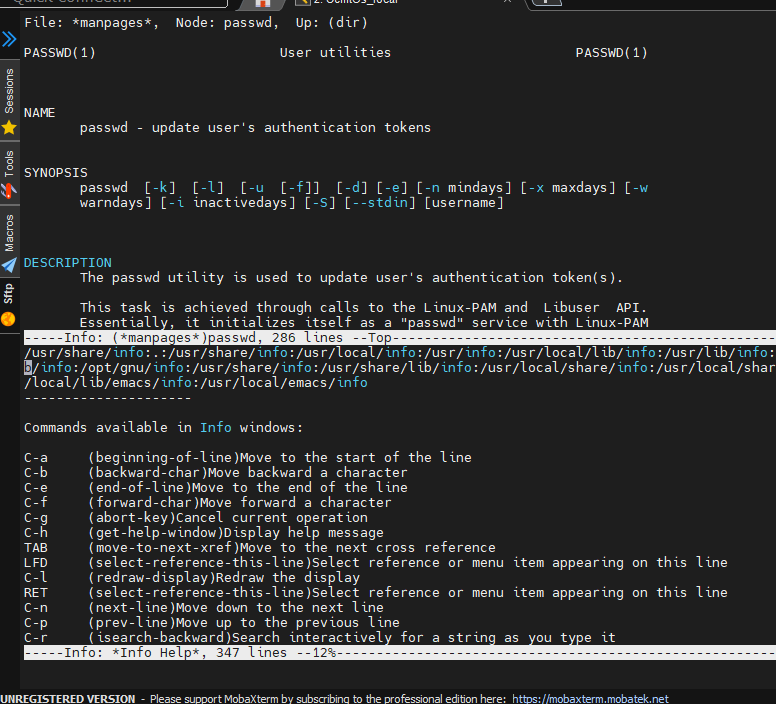 Quick connect...
2. CentOs_local
Sessions
Tools
Macros
Sftp
File: *manpages*,  Node: passwd,  Up: (dir)
PASSWD(1)                       User utilities                       PASSWD(1)
NAME
       passwd - update user's authentication tokens
SYNOPSIS
       passwd  [-k]  [-l]  [-u  [-f]]  [-d] [-e] [-n mindays] [-x maxdays] [-w
       warndays] [-i inactivedays] [-S] [--stdin] [username]
DESCRIPTION
       The passwd utility is used to update user's authentication token(s).
       This task is achieved through calls to the Linux-PAM and  Libuser  API.
       Essentially, it initializes itself as a "passwd" service with Linux-PAM
-----Info: (*manpages*)passwd, 286 lines --Top-----
/usr/share/info:.:/usr/share/info:/usr/local/info:/usr/info:/usr/local/lib/info:/usr/lib/info:
/info:/opt/gnu/info:/usr/share/info:/usr/share/lib/info:/usr/local/share/info:/usr/local/shar
/local/lib/emacs/info:/usr/local/emacs/info
---------------------
Commands available in Info windows:
C-a     (beginning-of-line)Move to the start of the line
C-b     (backward-char)Move backward a character
C-e     (end-of-line)Move to the end of the line
C-f     (forward-char)Move forward a character
C-g     (abort-key)Cancel current operation
C-h     (get-help-window)Display help message
TAB     (move-to-next-xref)Move to the next cross reference
LFD     (select-reference-this-line)Select reference or menu item appearing on this line
C-l     (redraw-display)Redraw the display
RET     (select-reference-this-line)Select reference or menu item appearing on this line
C-n     (next-line)Move down to the next line
C-p     (prev-line)Move up to the previous line
C-r     (isearch-backward)Search interactively for a string as you type it
-----Info: *Info Help*, 347 lines --12%-----
UNREGISTERED VERSION  -  Please support MobaXterm by subscribing to the professional edition here:  https://mobaxterm.mobatek.net